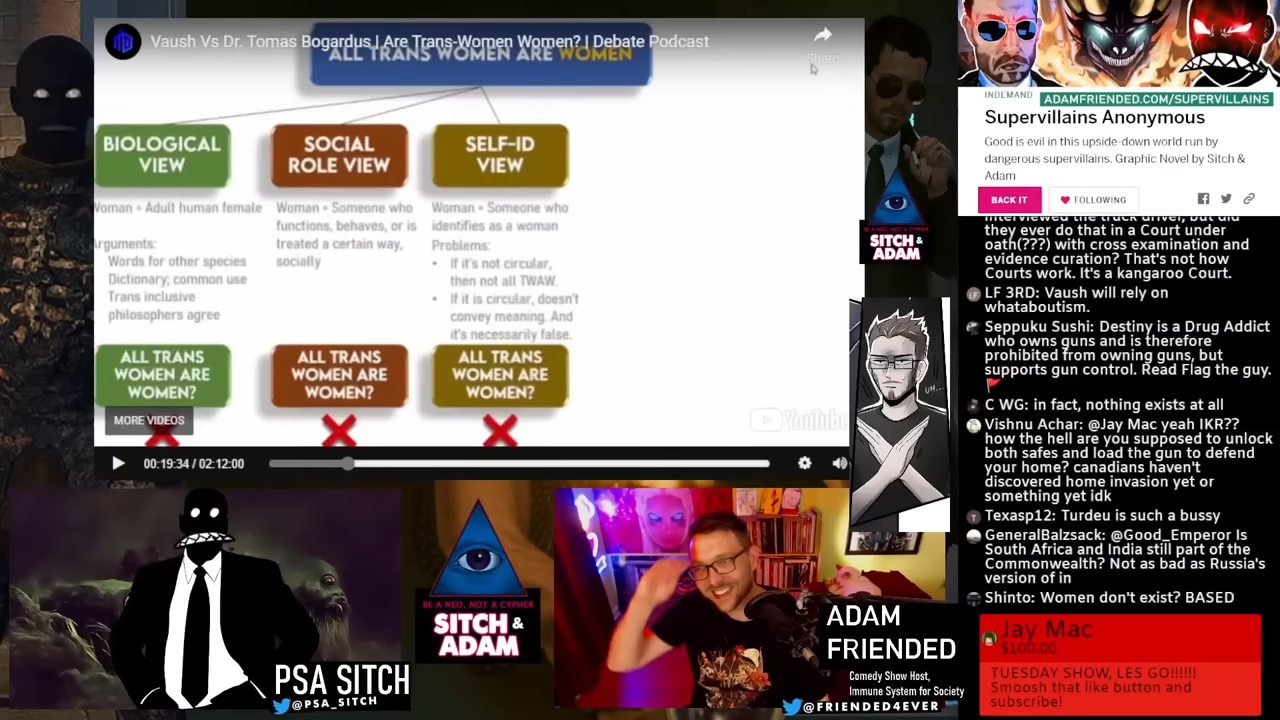 Vaush Vs Dr. Tomas Bogardus | Are Trans-Women Women? | Debate Podcast
Share
ALL TRANS WOMEN ARE WOMEN
BIOLOGICAL
VIEW
Woman = Adult human female
Arguments:
Words for other species
Dictionary; common use
Trans inclusive
philosophers agree
ALL TRANS
WOMEN ARE
WOMEN?
SOCIAL
ROLE VIEW
Woman = Someone who
functions, behaves, or is
treated a certain way,
socially
ALL TRANS
WOMEN ARE
WOMEN?
SELF-ID
VIEW
Woman = Someone who
identifies as a woman
Problems:
• If it's not circular,
then not all TWAW.
• If it is circular, doesn't
convey meaning. And
it's necessarily false.
ALL TRANS
WOMEN ARE
WOMEN?
MORE VIDEOS
YouTube
00:19:34 / 02:12:00
BE A NEO, NOT A CYPHER
SITCH &
ADAM
UH...
PSA SITCH
@PSA_SITCH
BE A NEO, NOT A CYPHER
SITCH &
ADAM
ADAM
FRIENDED
Comedy Show Host,
Immune System for Society
@FRIENDED4EVER
INDEMAND
ADAMFRIENDED.COM/SUPERVILLAINS
Supervillains Anonymous
Good is evil in this upside-down world run by
dangerous supervillains. Graphic Novel by Sitch &
Adam
BACK IT
FOLLOWING
interviewed the truck driver, but did
they ever do that in a Court under
oath(???) with cross examination and
evidence curation? That's not how
Courts work. It's a kangaroo Court.
LF 3RD: Vaush will rely on
whataboutism.
Seppuku Sushi: Destiny is a Drug Addict
who owns guns and is therefore
prohibited from owning guns, but
supports gun control. Read Flag the guy.
C WG: in fact, nothing exists at all
Vishnu Achar: @Jay Mac yeah IKR??
how the hell are you supposed to unlock
both safes and load the gun to defend
your home? canadians haven't
discovered home invasion yet or
something yet idk
Texasp12: Turdeu is such a bussy
GeneralBalzsack: @Good_Emperor Is
South Africa and India still part of the
Commonwealth? Not as bad as Russia's
version of in
Shinto: Women don't exist? BASED
Jay Mac
$100.00
TUESDAY SHOW, LES GO!!!!!!
Smoosh that like button and
subscribe!